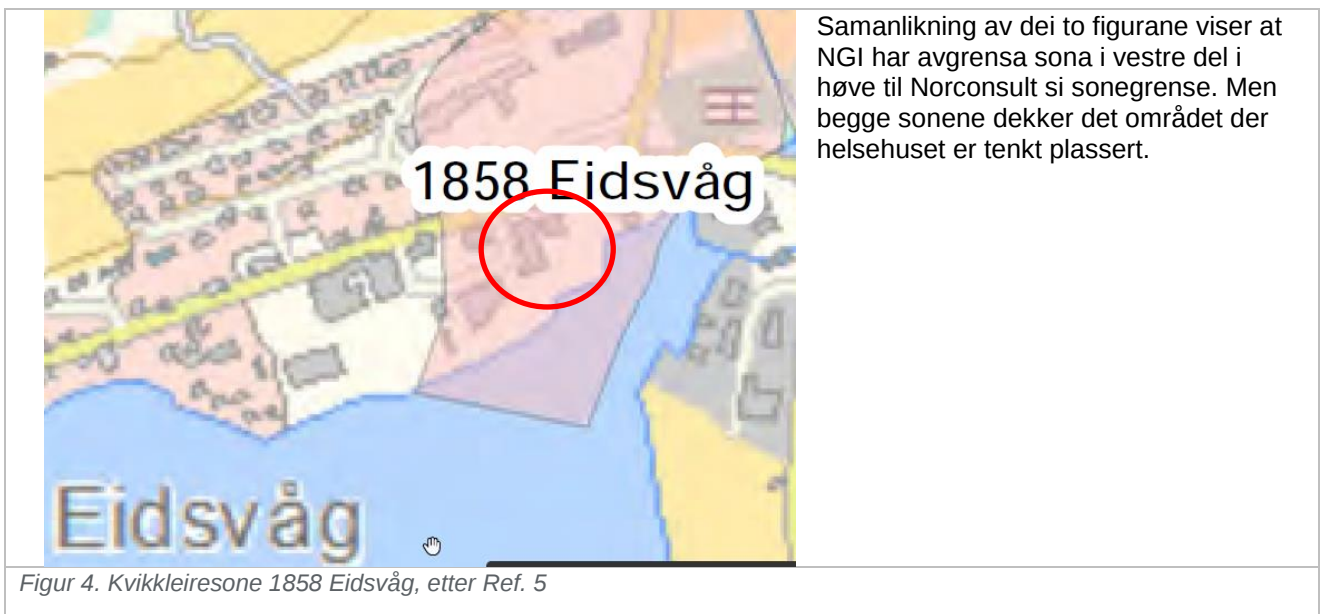 Samanlikning av dei to figurane viser at
NGI har avgrensa sona i vestre del i
høve til Norconsult si sonegrense. Men
begge sonene dekker det området der
helsehuset er tenkt plassert.
1858 Eidsvåg
Eidsvåg
Figur 4. Kvikkleiresone 1858 Eidsvåg, etter Ref. 5